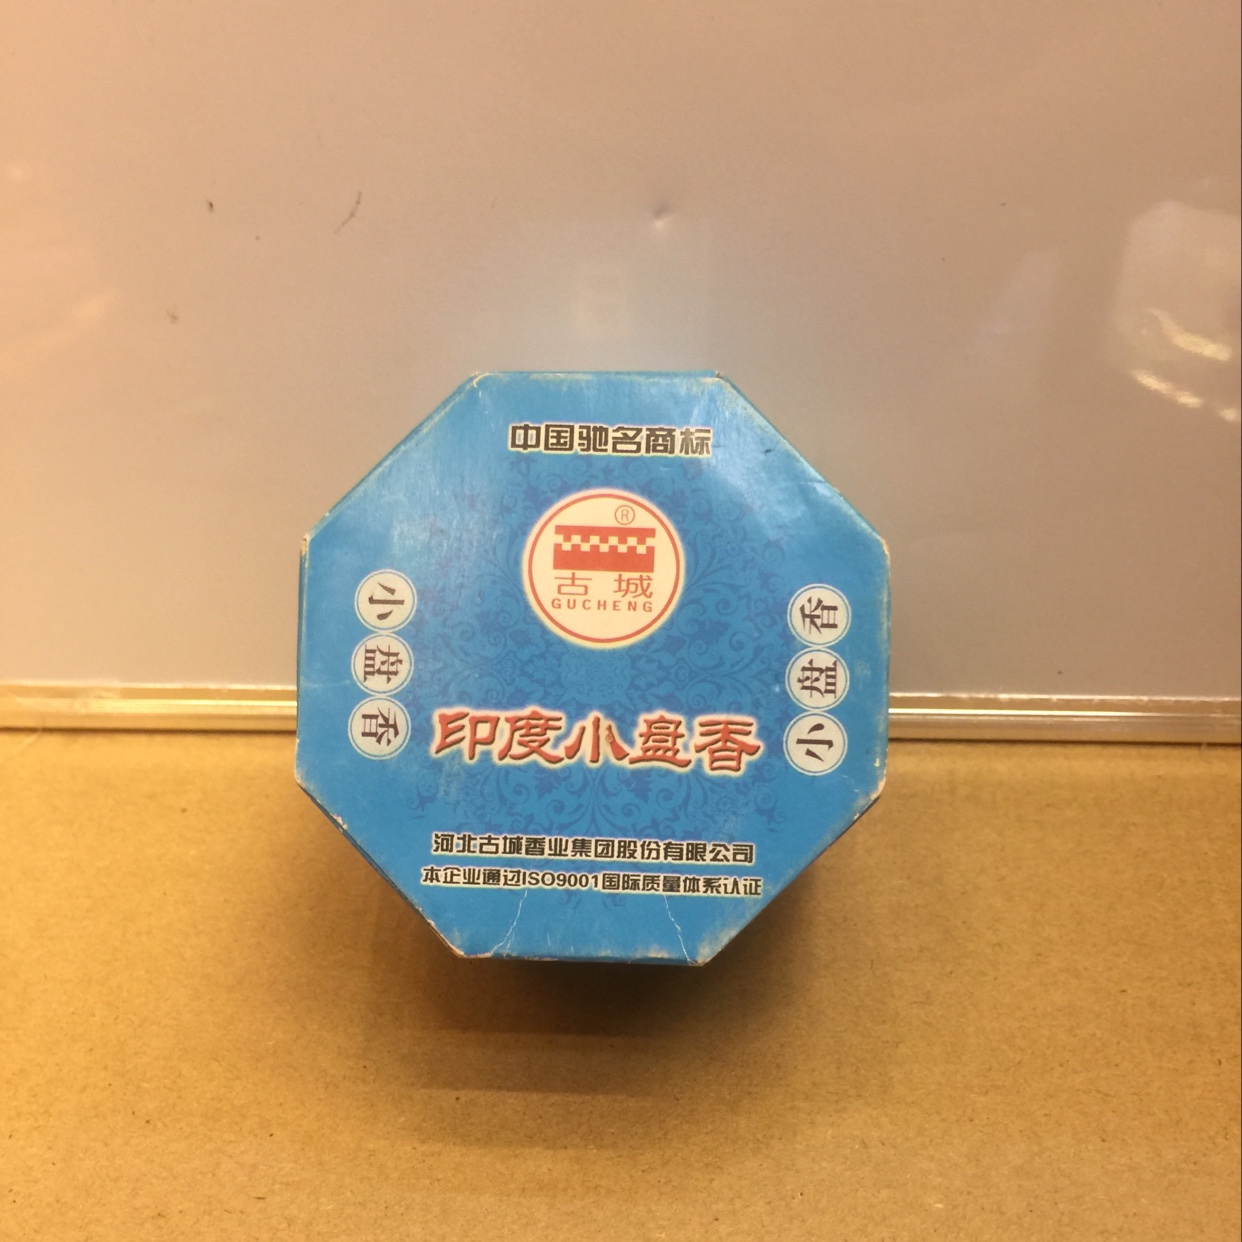 中国驰名商标
®
古城
GUCHENG
小盘香
小盘香
印度小盘香
河北古城香业集团股份有限公司
本企业通过ISO9001国际质量体系认证